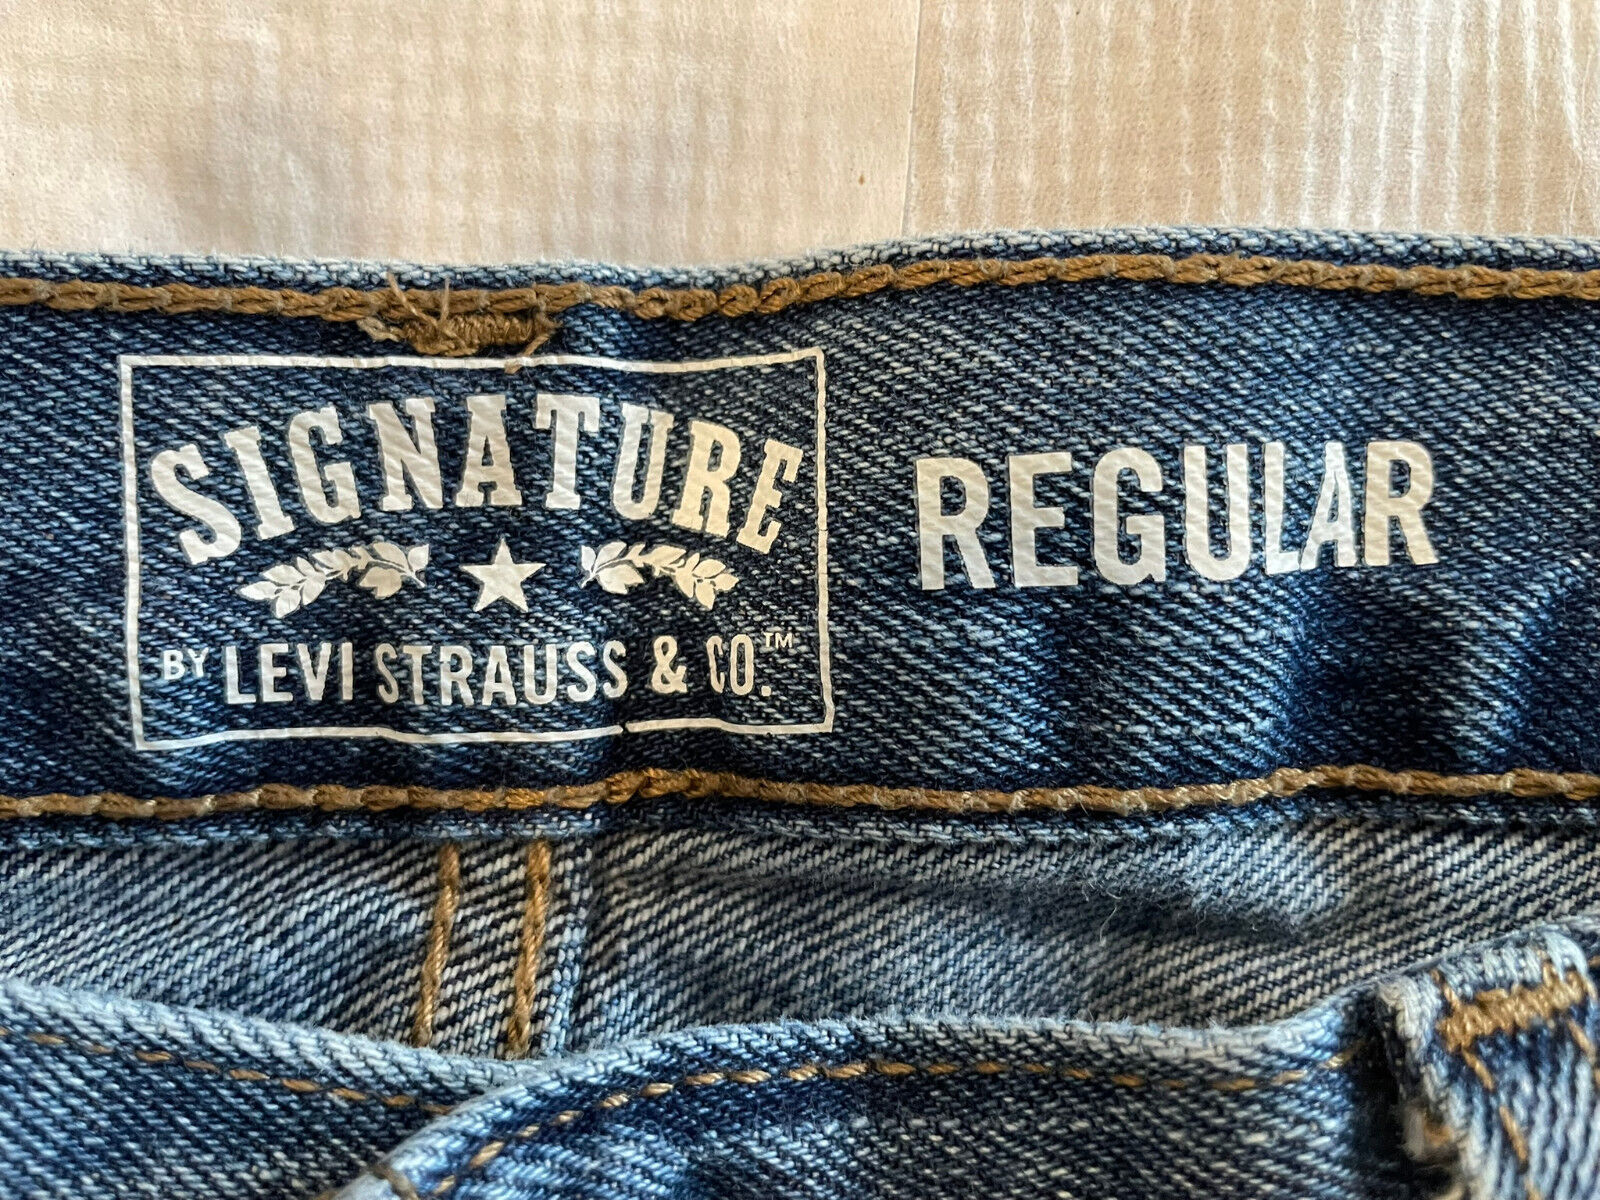 SIGNATURE
BY LEVI STRAUSS & CO.™
REGULAR